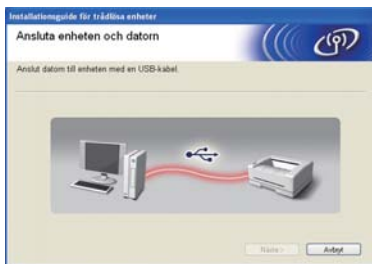 Installationsguide för trådlösa enheter
Ansluta enheten och datorn
Anslut datorn till enheten med en USB-kabel.
Nästa >
Avbryt